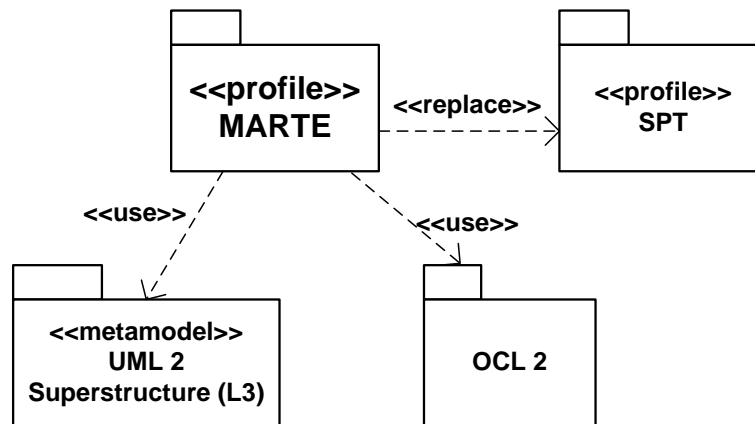 <<profile>>
MARTE
<<replace>>
<<profile>>
SPT
<<use>>
<<use>>
<<metamodel>>
UML 2
Superstructure (L3)
OCL 2